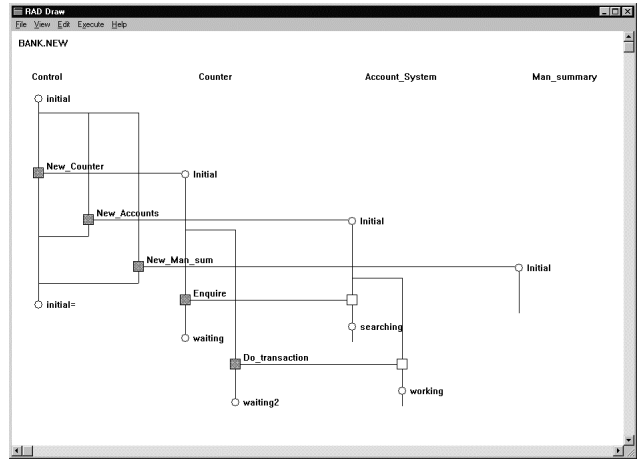 RAD Draw
File View Edit Execute Help
BANK.NEW
Control Counter Account_System Man_summary
initial
New_Counter Initial
New_Accounts Initial
New_Man_sum Initial
Enquire
initial=
searching
waiting
Do_transaction
working
waiting2